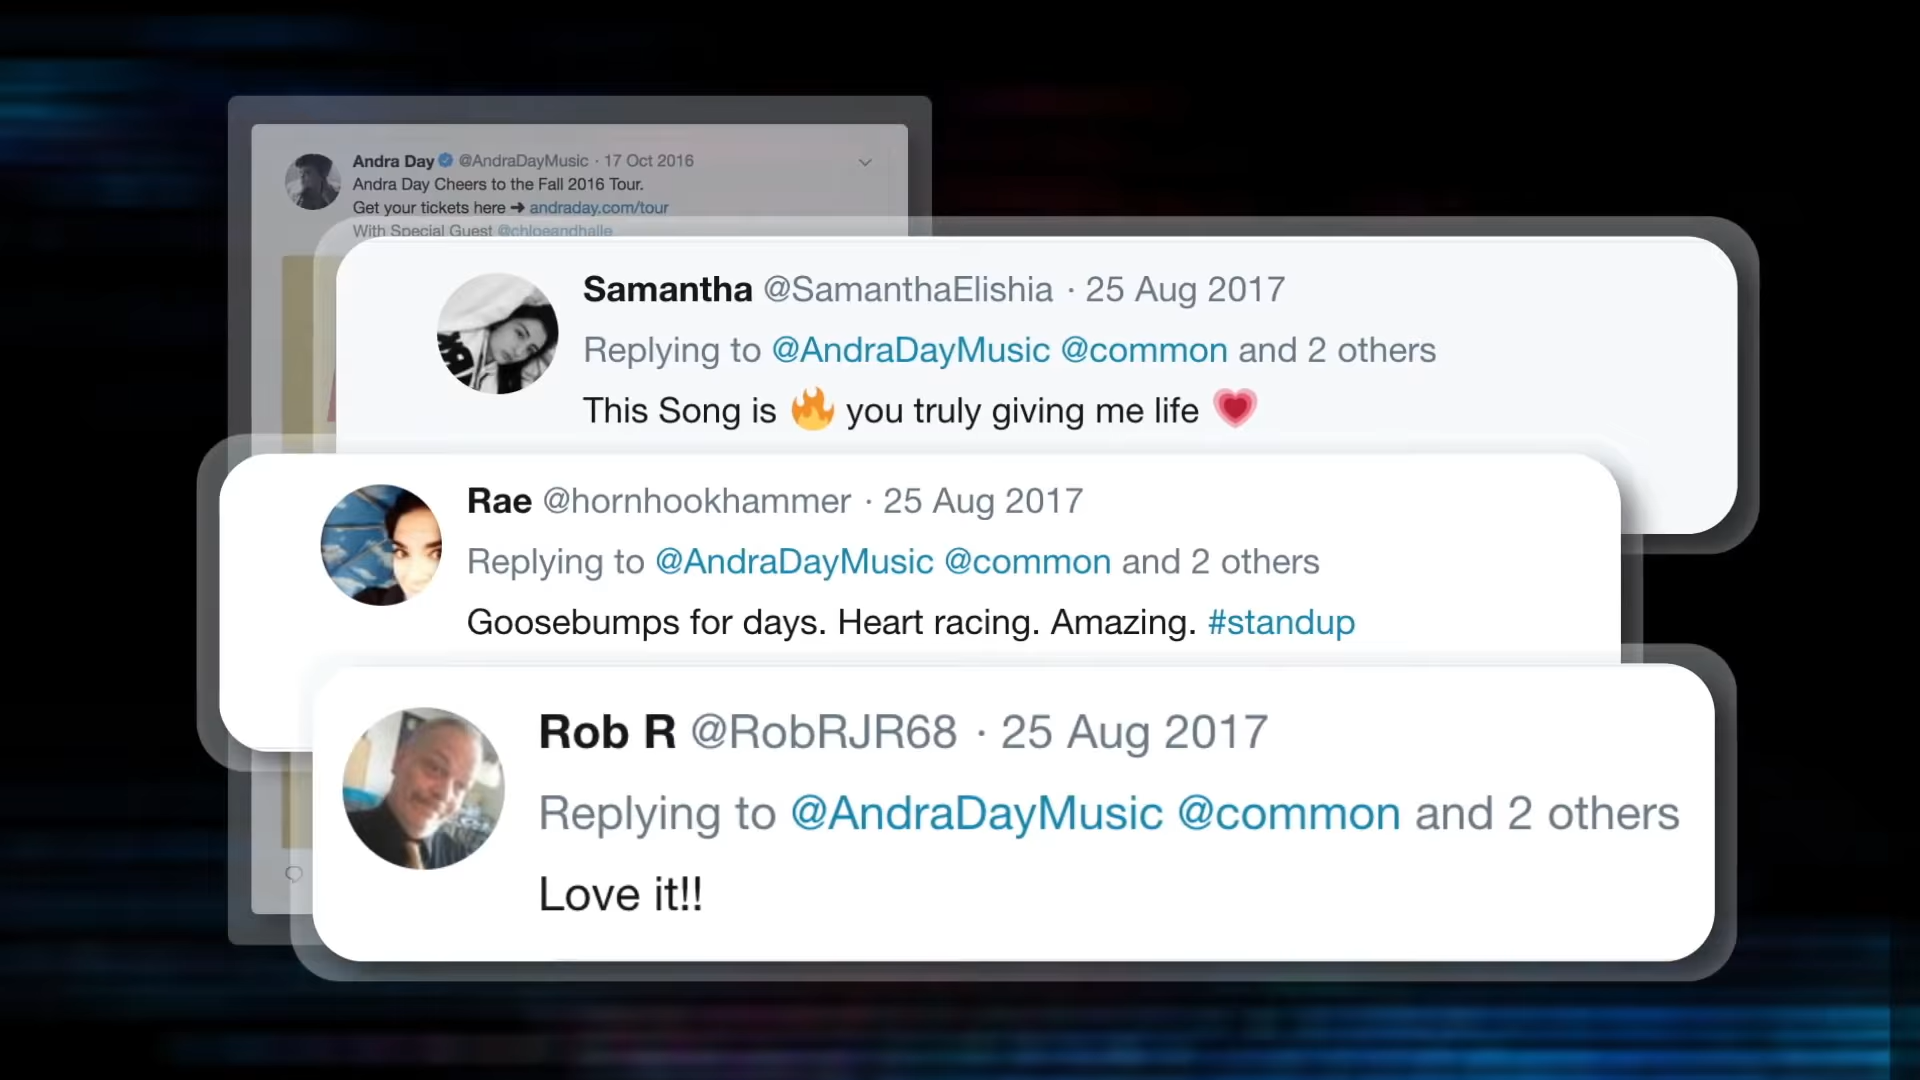 Andra Day @AndraDayMusic · 17 Oct 2016
Andra Day Cheers to the Fall 2016 Tour.
Get your tickets here ➔ andraday.com/tour
With Special Guest @chloeandhalle
Samantha @SamanthaElishia · 25 Aug 2017
Replying to @AndraDayMusic @common and 2 others
This Song is 🔥 you truly giving me life 💗
Rae @hornhookhammer · 25 Aug 2017
Replying to @AndraDayMusic @common and 2 others
Goosebumps for days. Heart racing. Amazing. #standup
Rob R @RobRJR68 · 25 Aug 2017
Replying to @AndraDayMusic @common and 2 others
Love it!!